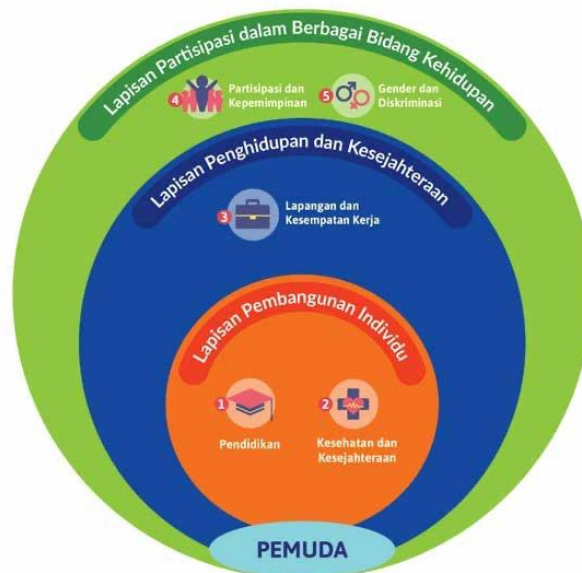 Lapisan Partisipasi dalam Berbagai Bidang Kehidupan
4
Partisipasi dan
Kepemimpinan
5
Gender dan
Diskriminasi
Lapisan Penghidupan dan Kesejahteraan
3
Lapangan dan
Kesempatan Kerja
Lapisan Pembangunan Individu
1
Pendidikan
2
Kesehatan dan
Kesejahteraan
PEMUDA